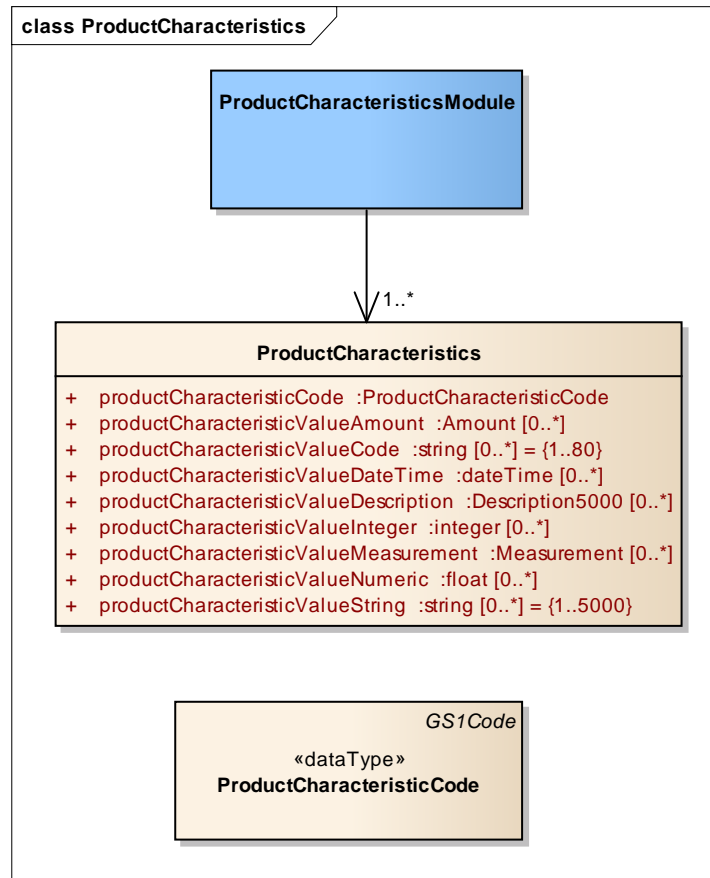 class ProductCharacteristics
ProductCharacteristicsModule
1..*
ProductCharacteristics
+ productCharacteristicCode :ProductCharacteristicCode
+ productCharacteristicValueAmount :Amount [0..*]
+ productCharacteristicValueCode :string [0..*] = {1..80}
+ productCharacteristicValueDateTime :dateTime [0..*]
+ productCharacteristicValueDescription :Description5000 [0..*]
+ productCharacteristicValueInteger :integer [0..*]
+ productCharacteristicValueMeasurement :Measurement [0..*]
+ productCharacteristicValueNumeric :float [0..*]
+ productCharacteristicValueString :string [0..*] = {1..5000}
GS1Code
«dataType»
ProductCharacteristicCode